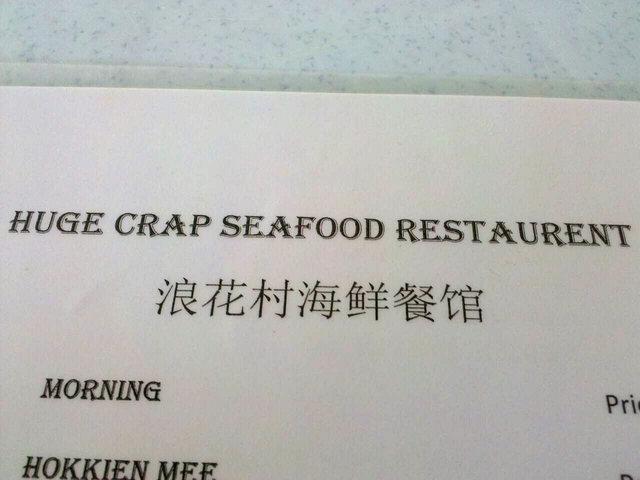 HUGE CRAP SEAFOOD RESTAURENT
浪花村海鲜餐馆
MORNING
HOKKIEN MEE